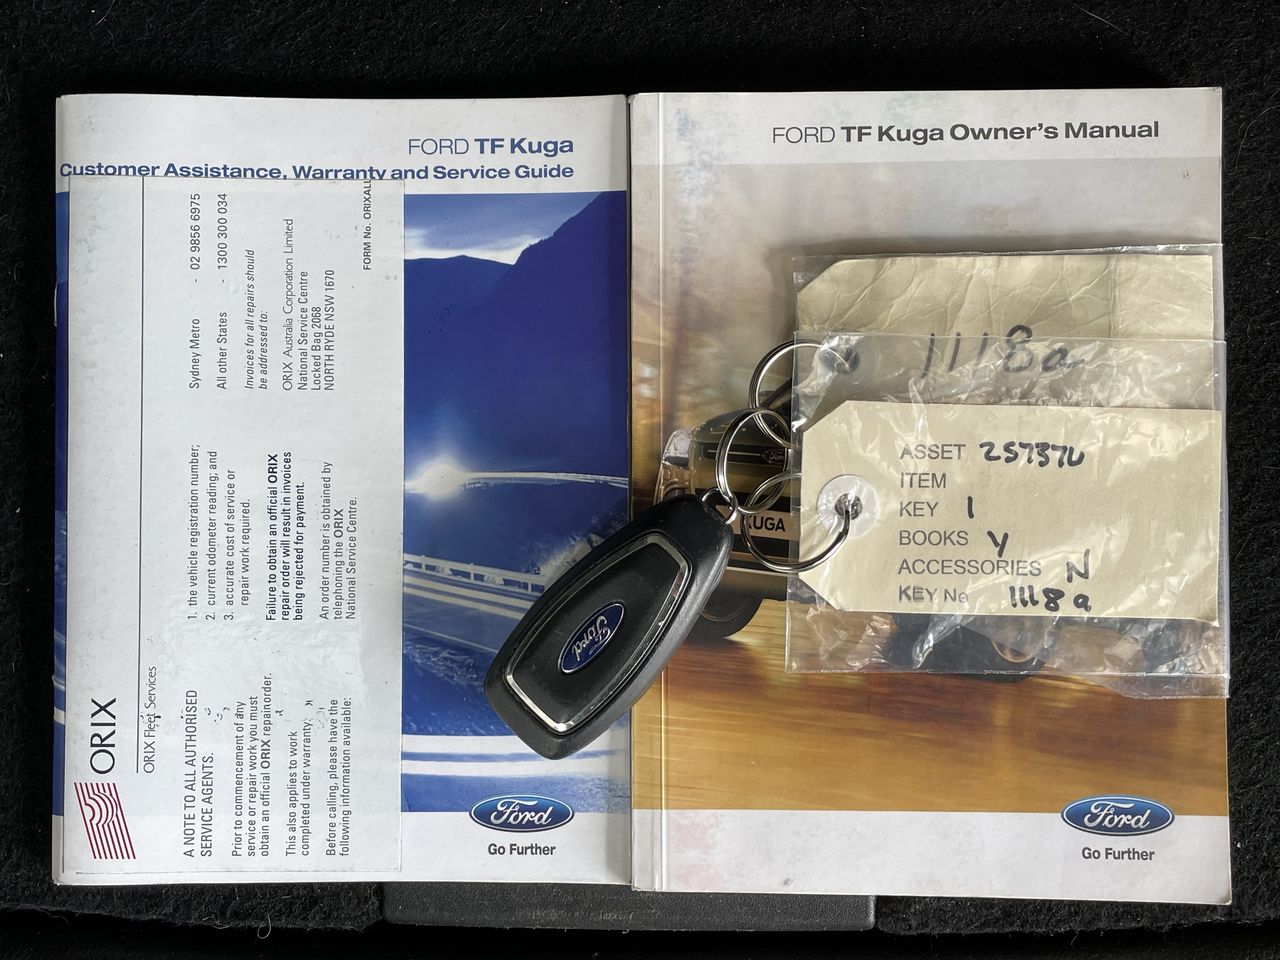 FORD TF Kuga
Customer Assistance, Warranty and Service Guide
ORIX
ORIX Fleet Services
A NOTE TO ALL AUTHORISED
SERVICE AGENTS.
Prior to commencement of any
service or repair work you must
obtain an official ORIX repairorder.
This also applies to work
completed under warranty.
Before calling, please have the
following information available:
1. the vehicle registration number;
2. current odometer reading; and
3. accurate cost of service or
repair work required.
Failure to obtain an official ORIX
repair order will result in invoices
being rejected for payment.
An order number is obtained by
telephoning the ORIX
National Service Centre.
Sydney Metro - 02 9856 6975
All other States - 1300 300 034
Invoices for all repairs should
be addressed to:
ORIX Australia Corporation Limited
National Service Centre
Locked Bag 2068
NORTH RYDE NSW 1670
FORM No. ORIXALL
Ford
Go Further
Ford
FORD TF Kuga Owner's Manual
1118a
ASSET 257370
ITEM
KEY 1
BOOKS Y
ACCESSORIES N
KEY No 1118a
KUGA
Ford
Go Further